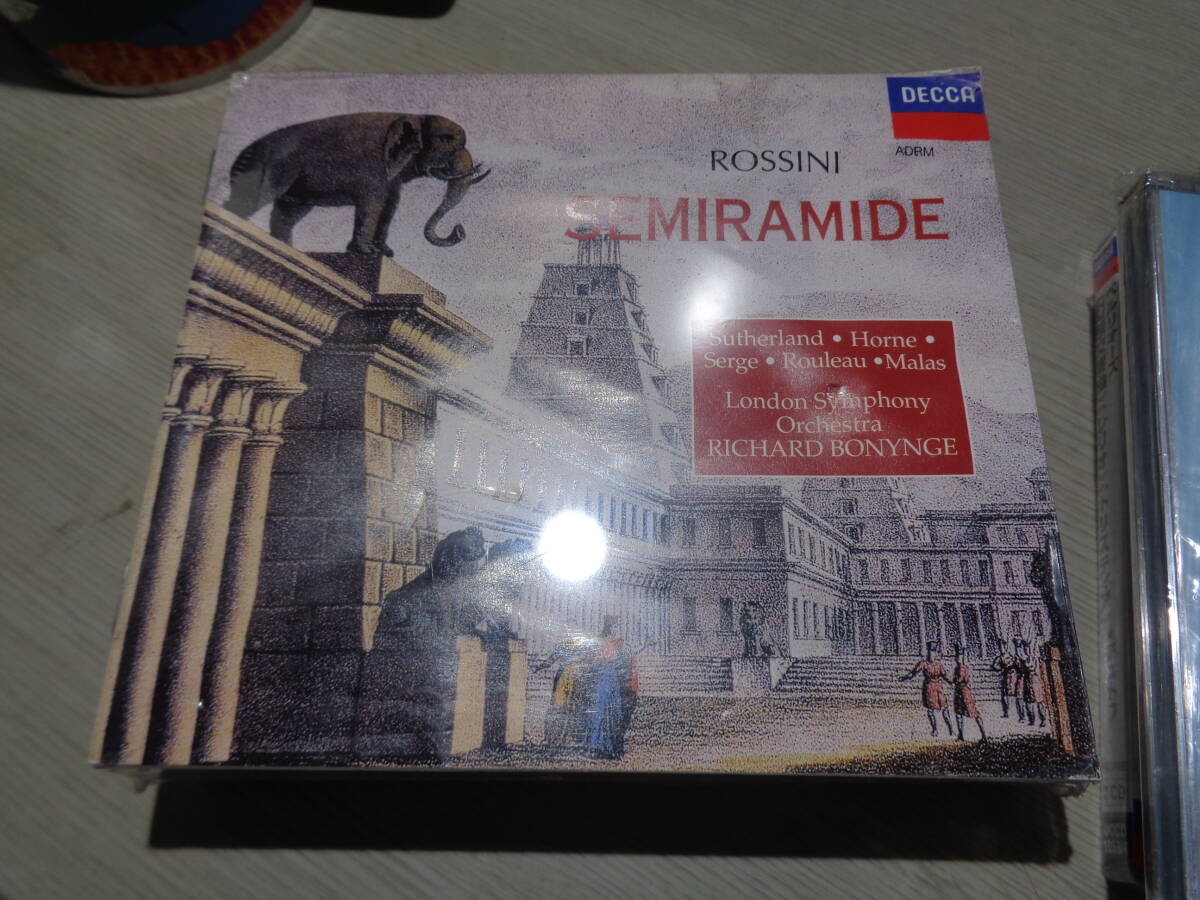 DECCA
ADRM
ROSSINI
SEMIRAMIDE
Sutherland • Horne •
Serge • Rouleau • Malas
London Symphony
Orchestra
RICHARD BONYNGE